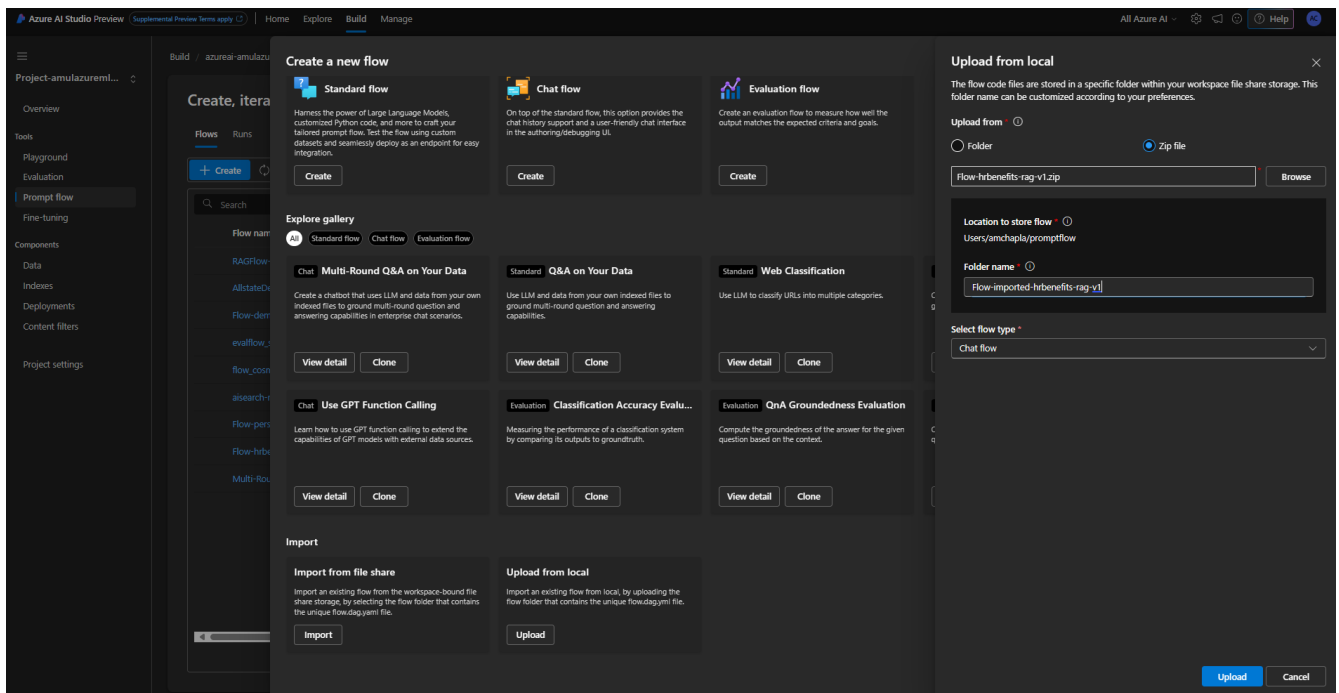 Azure AI Studio Preview
Supplemental Preview Terms apply
Home Explore Build Manage
All Azure AI
Help
AC
Project-amulazureml...
Overview
Tools
Playground
Evaluation
Prompt flow
Fine-tuning
Components
Data
Indexes
Deployments
Content filters
Project settings
Build / azureai-amulazu
Create, itera
Flows Runs
Create
Search
Flow nam
RAGFlow-
AllstateDe
Flow-dem
evalflow_s
flow_cosm
aisearch-r
Flow-pers
Flow-hrbe
Multi-Rou
Create a new flow
Standard flow
Harness the power of Large Language Models,
customized Python code, and more to craft your
tailored prompt flow. Test the flow using custom
datasets and seamlessly deploy as an endpoint for easy
integration.
Create
Chat flow
On top of the standard flow, this option provides the
chat history support and a user-friendly chat interface
in the authoring/debugging UI.
Create
Evaluation flow
Create an evaluation flow to measure how well the
output matches the expected criteria and goals.
Create
Explore gallery
All Standard flow Chat flow Evaluation flow
Chat Multi-Round Q&A on Your Data
Create a chatbot that uses LLM and data from your own
indexed files to ground multi-round question and
answering capabilities in enterprise chat scenarios.
View detail Clone
Standard Q&A on Your Data
Use LLM and data from your own indexed files to
ground multi-round question and answering
capabilities.
View detail Clone
Standard Web Classification
Use LLM to classify URLs into multiple categories.
View detail Clone
Chat Use GPT Function Calling
Learn how to use GPT function calling to extend the
capabilities of GPT models with external data sources.
View detail Clone
Evaluation Classification Accuracy Evalu...
Measuring the performance of a classification system
by comparing its outputs to groundtruth.
View detail Clone
Evaluation QnA Groundedness Evaluation
Compute the groundedness of the answer for the given
question based on the context.
View detail Clone
Import
Import from file share
Import an existing flow from the workspace-bound file
share storage, by selecting the flow folder that contains
the unique flow.dag.yaml file.
Import
Upload from local
Import an existing flow from local, by uploading the
flow folder that contains the unique flow.dag.yml file.
Upload
Upload from local
The flow code files are stored in a specific folder within your workspace file share storage. This
folder name can be customized according to your preferences.
Upload from *
Folder
Zip file
Flow-hrbenefits-rag-v1.zip
* Browse
Location to store flow *
Users/amchapla/promptflow
Folder name *
Flow-imported-hrbenefits-rag-v1
Select flow type *
Chat flow
Upload Cancel